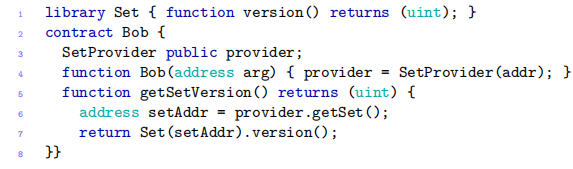 1 library Set { function version() returns (uint); }
2 contract Bob {
3 SetProvider public provider;
4 function Bob(address arg) { provider = SetProvider(addr); }
5 function getSetVersion() returns (uint) {
6 address setAddr = provider.getSet();
7 return Set(setAddr).version();
8 }}